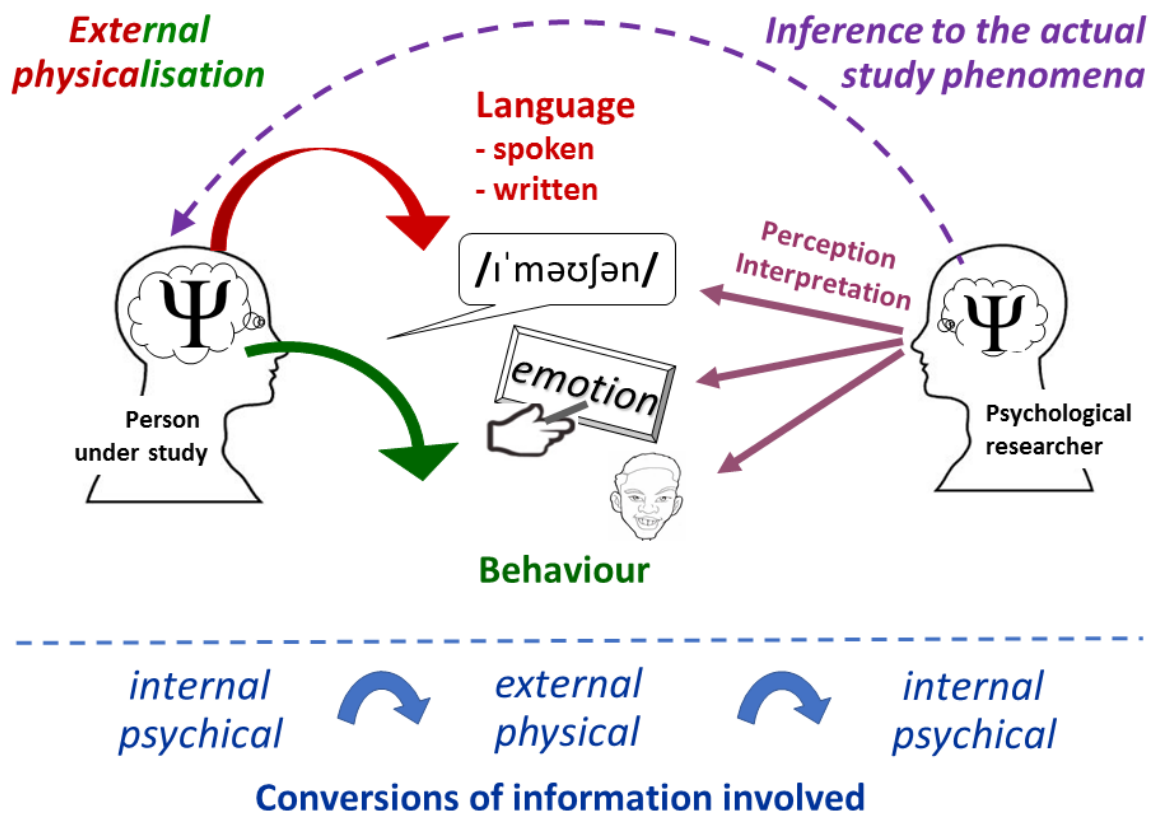 External
physicalisation
Inference to the actual
study phenomena
Language
- spoken
- written
/ɪˈməʊʃən/
Perception
Interpretation
Ψ
Ψ
emotion
Person
under study
Psychological
researcher
Behaviour
internal
psychical
external
physical
internal
psychical
Conversions of information involved